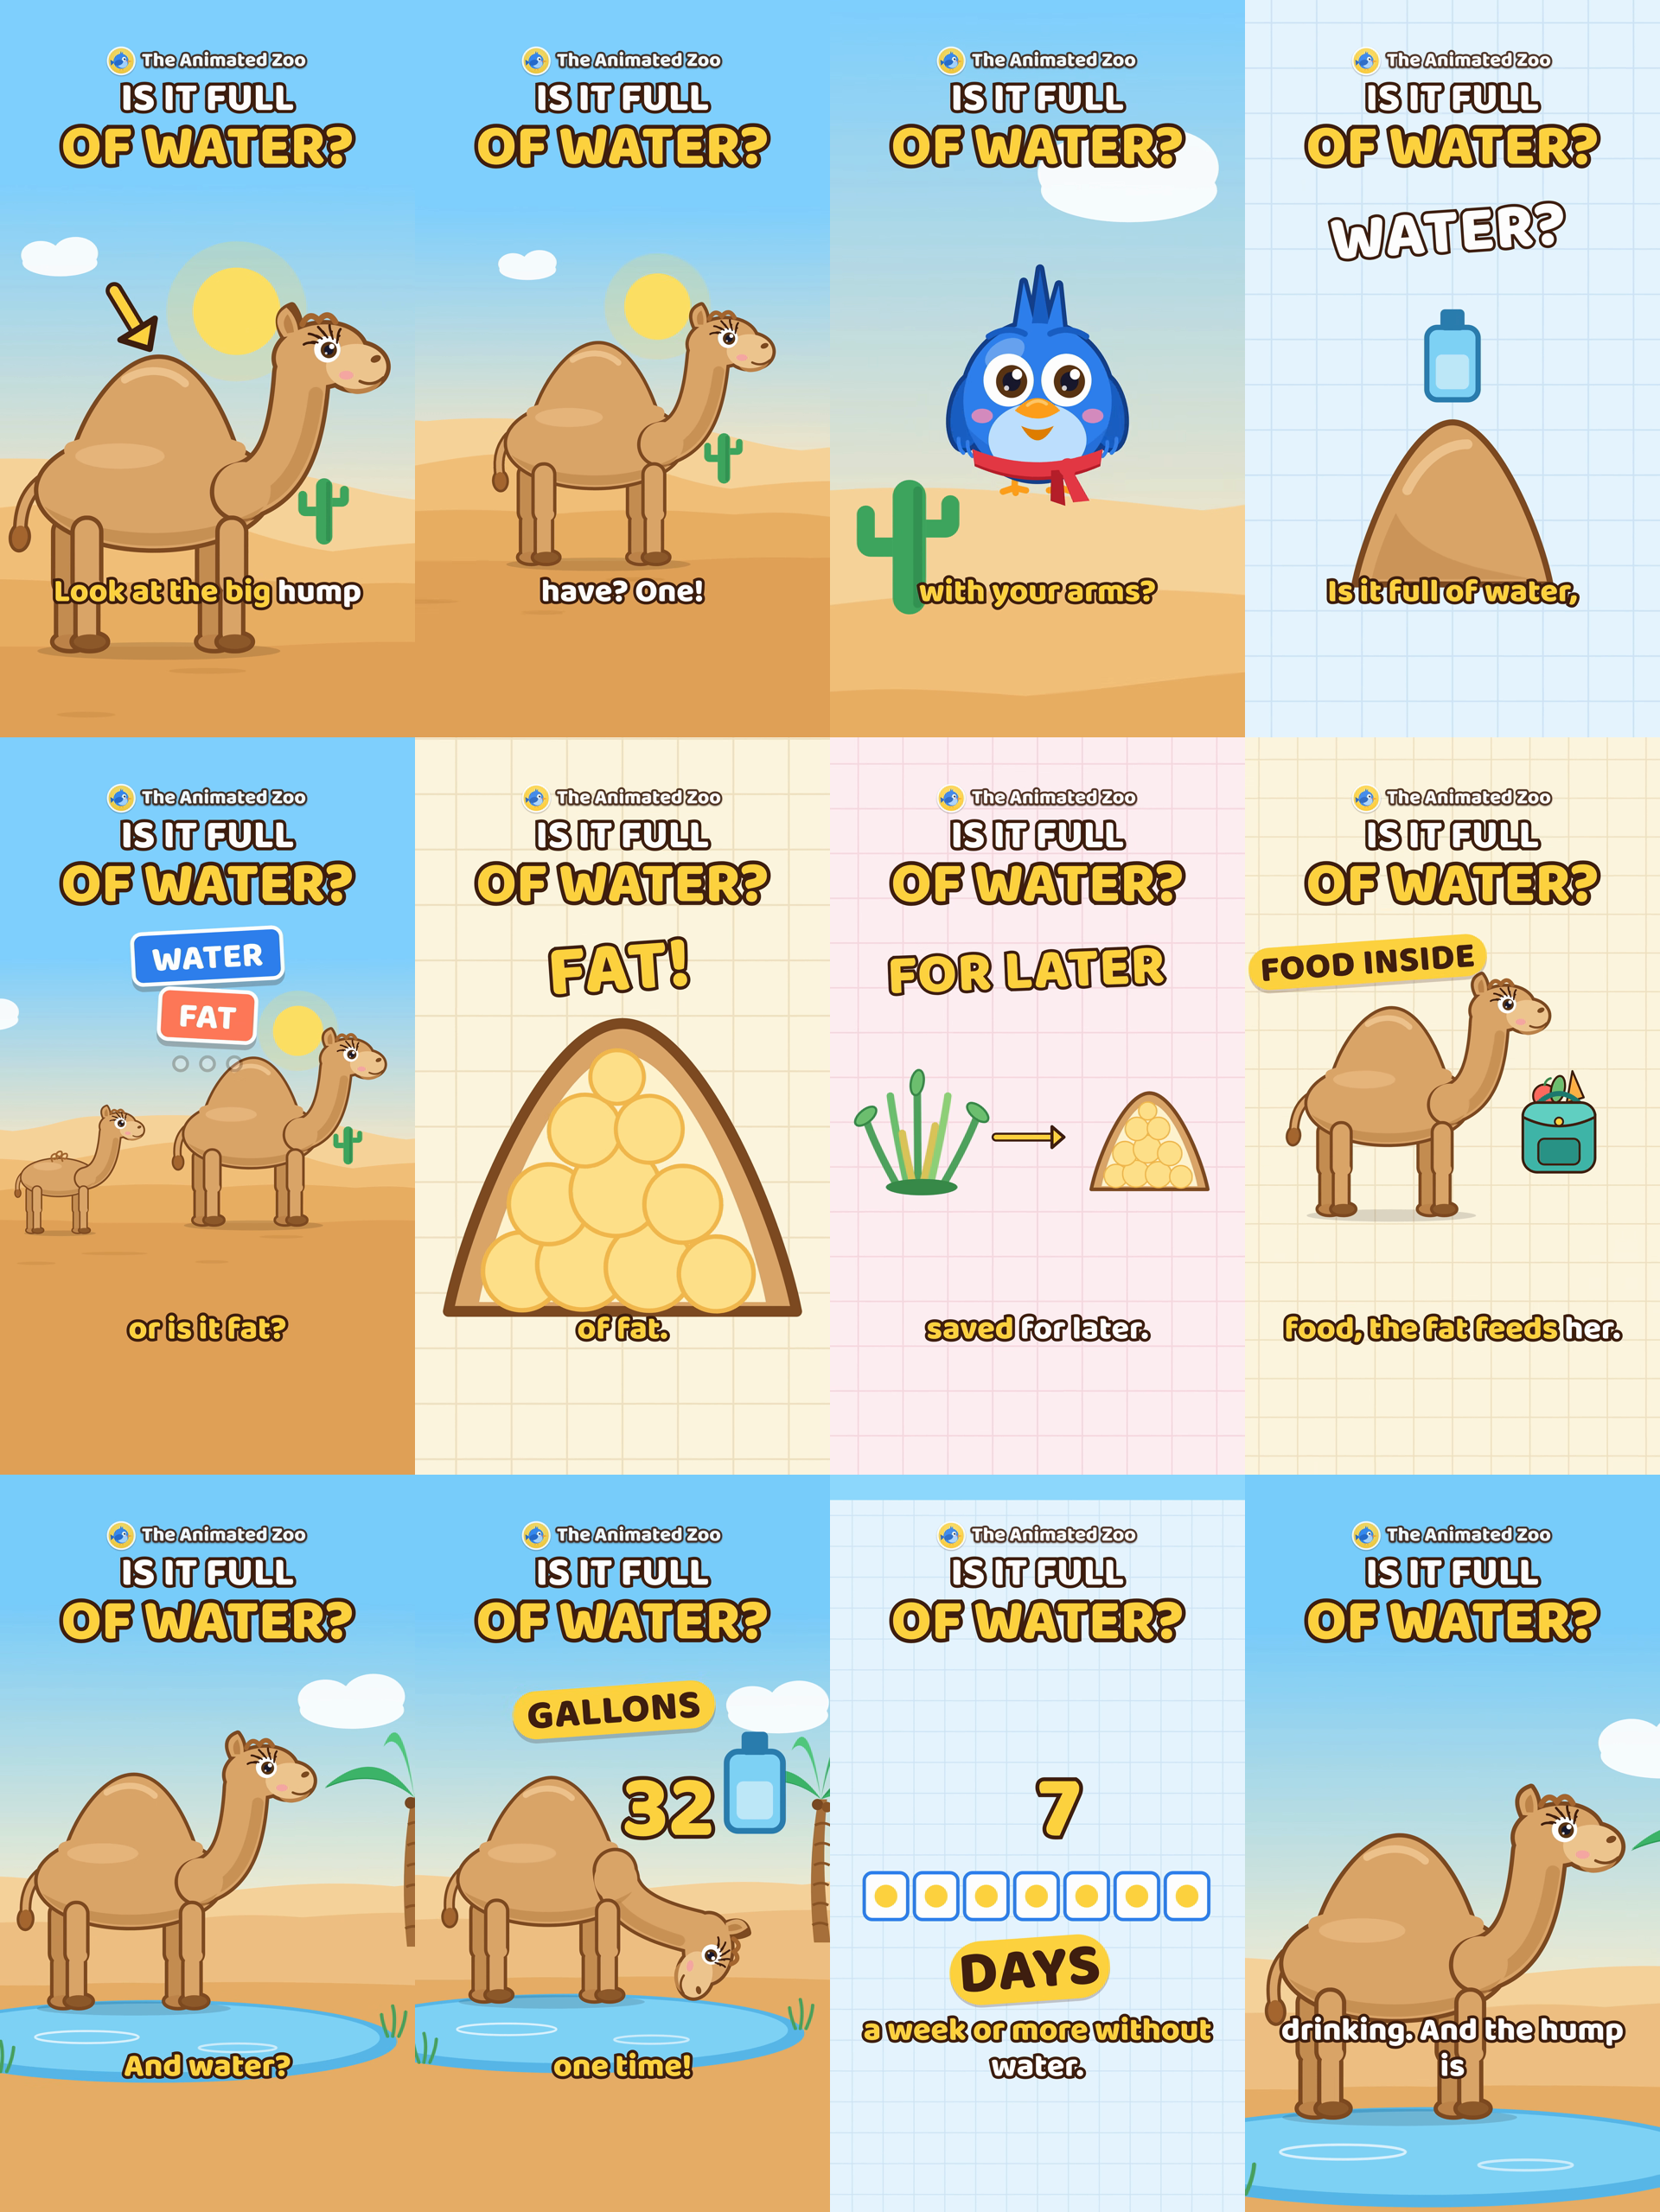 The Animated Zoo
IS IT FULL
OF WATER?
Look at the big hump
The Animated Zoo
IS IT FULL
OF WATER?
have? One!
The Animated Zoo
IS IT FULL
OF WATER?
with your arms?
The Animated Zoo
IS IT FULL
OF WATER?
WATER?
Is it full of water,
The Animated Zoo
IS IT FULL
OF WATER?
WATER
FAT
or is it fat?
The Animated Zoo
IS IT FULL
OF WATER?
FAT!
of fat.
The Animated Zoo
IS IT FULL
OF WATER?
FOR LATER
saved for later.
The Animated Zoo
IS IT FULL
OF WATER?
FOOD INSIDE
food, the fat feeds her.
The Animated Zoo
IS IT FULL
OF WATER?
And water?
The Animated Zoo
IS IT FULL
OF WATER?
GALLONS
32
one time!
The Animated Zoo
IS IT FULL
OF WATER?
7
DAYS
a week or more without
water.
The Animated Zoo
IS IT FULL
OF WATER?
drinking. And the hump
is